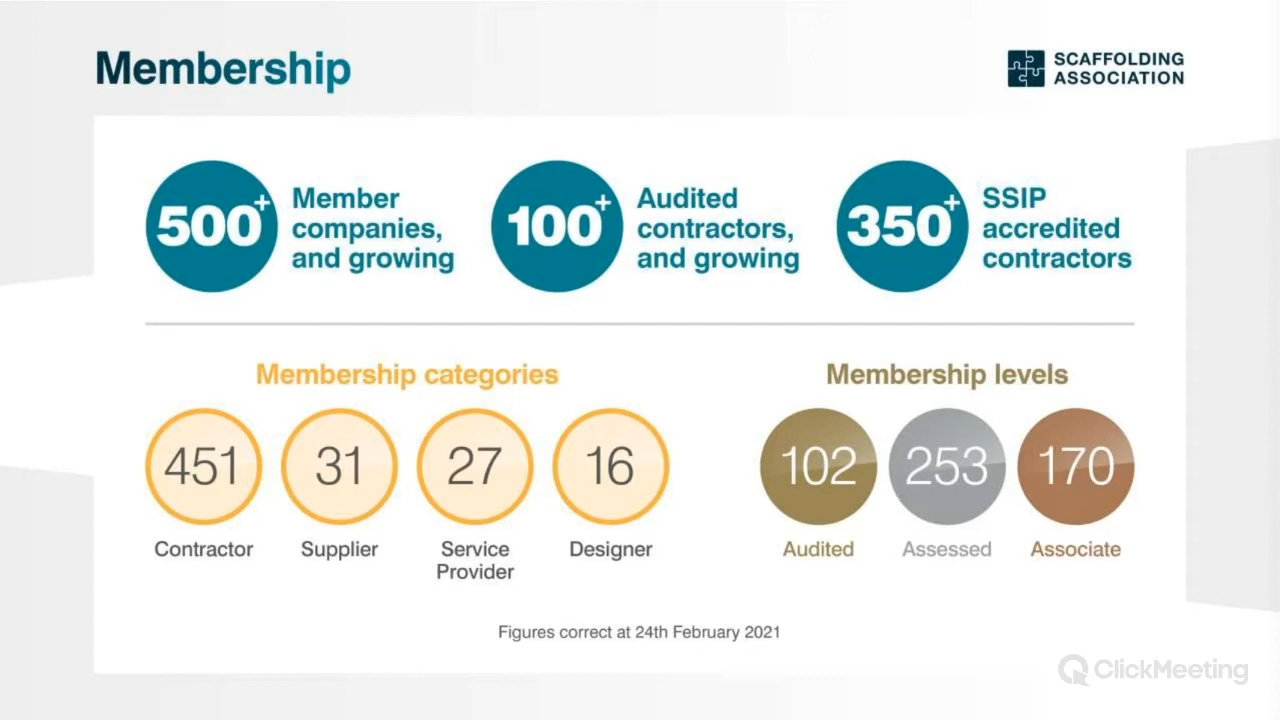 Membership
SCAFFOLDING
ASSOCIATION
500+
Member
companies,
and growing
100+
Audited
contractors,
and growing
350+
SSIP
accredited
contractors
Membership categories
451
Contractor
31
Supplier
27
Service
Provider
16
Designer
Membership levels
102
Audited
253
Assessed
170
Associate
Figures correct at 24th February 2021
ClickMeeting